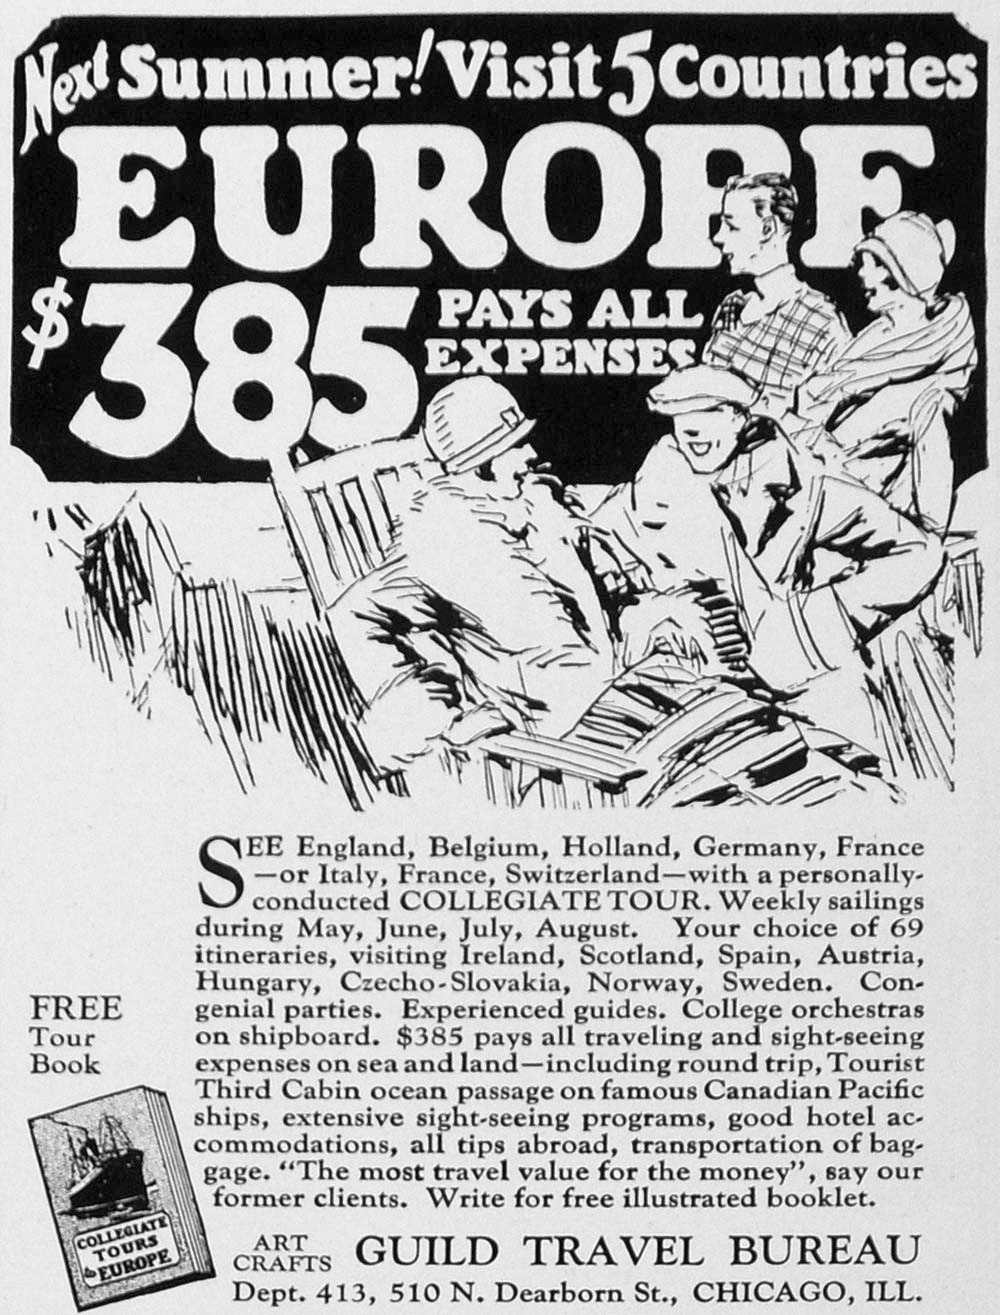 Next Summer! Visit 5 Countries
EUROPE
$385 PAYS ALL
EXPENSES
SEE England, Belgium, Holland, Germany, France
—or Italy, France, Switzerland—with a personally-
conducted COLLEGIATE TOUR. Weekly sailings
during May, June, July, August. Your choice of 69
itineraries, visiting Ireland, Scotland, Spain, Austria,
Hungary, Czecho-Slovakia, Norway, Sweden. Con-
genial parties. Experienced guides. College orchestras
on shipboard. $385 pays all traveling and sight-seeing
expenses on sea and land—including round trip, Tourist
Third Cabin ocean passage on famous Canadian Pacific
ships, extensive sight-seeing programs, good hotel ac-
commodations, all tips abroad, transportation of bag-
gage. “The most travel value for the money”, say our
former clients. Write for free illustrated booklet.
FREE
Tour
Book
COLLEGIATE
TOURS
to EUROPE
ART
CRAFTS GUILD TRAVEL BUREAU
Dept. 413, 510 N. Dearborn St., CHICAGO, ILL.